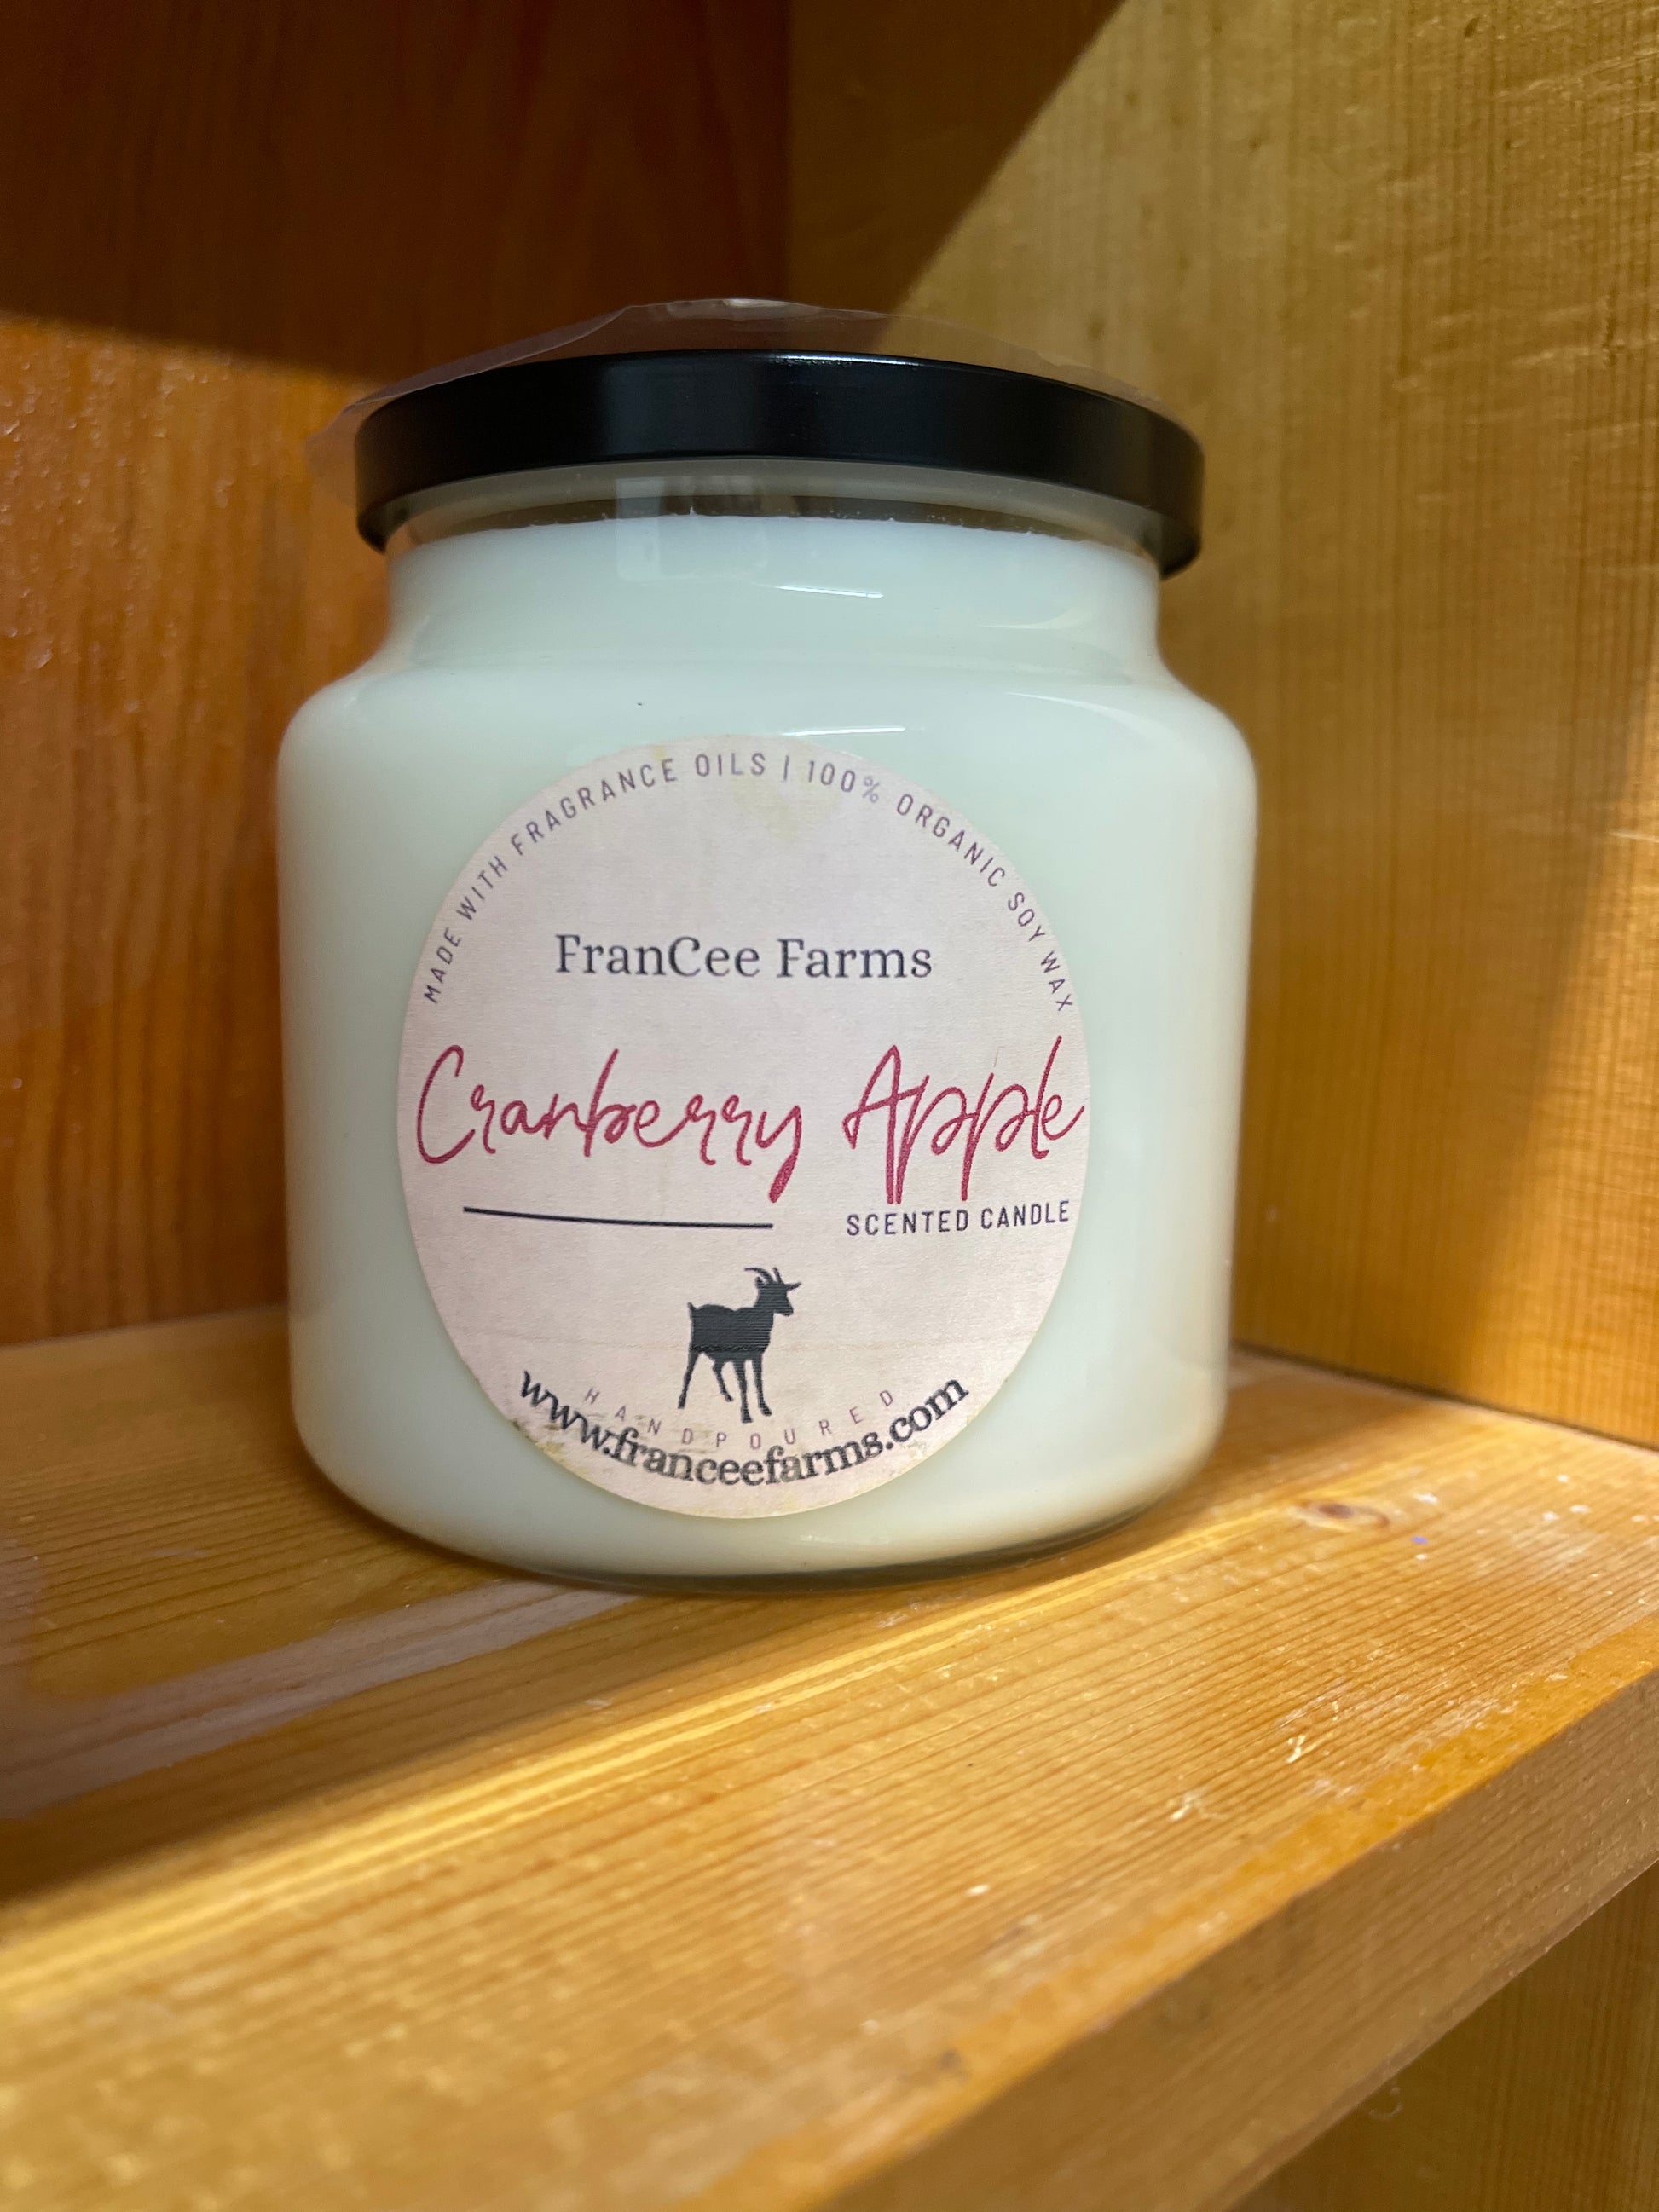 MADE WITH FRAGRANCE OILS | 100% ORGANIC SOY WAX
FranCee Farms
Cranberry Apple
SCENTED CANDLE
HANDPOURED
www.franceefarms.com